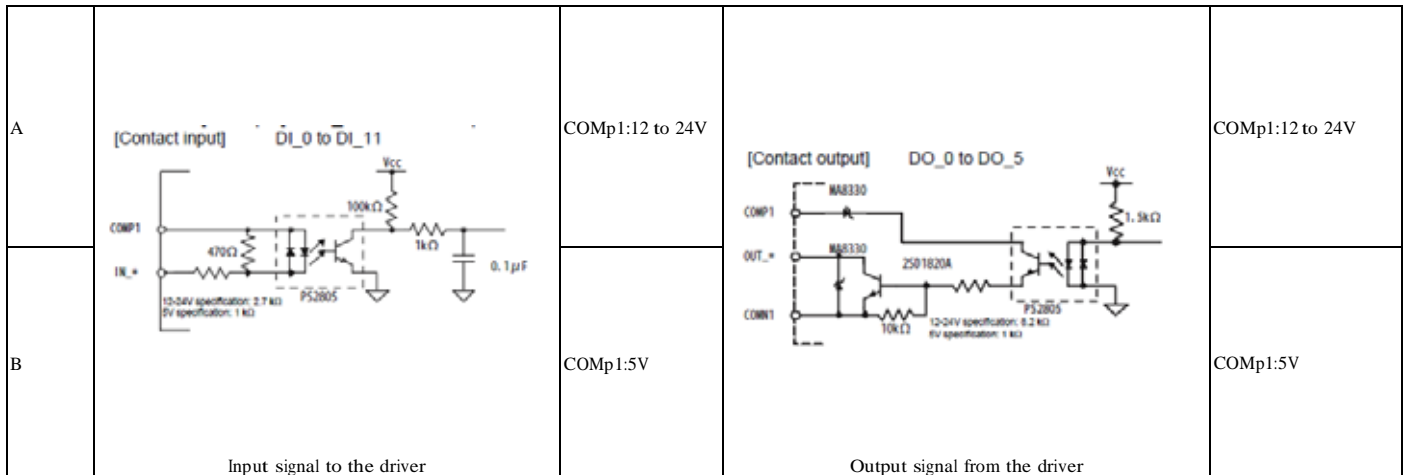 A
[Contact input] DI_0 to DI_11
Vcc
100kΩ
COMP1
470Ω
1kΩ
IN_*
0.1μF
PS2805
12-24V specification: 2.7 kΩ
5V specification: 1 kΩ
COMp1:12 to 24V
[Contact output] DO_0 to DO_5
MA8330
Vcc
COMP1
1.5kΩ
OUT_*
MA8330
2SD1820A
PS2805
COMN1
10kΩ
12-24V specification: 8.2 kΩ
5V specification: 1 kΩ
COMp1:12 to 24V
B
Input signal to the driver
COMp1:5V
Output signal from the driver
COMp1:5V